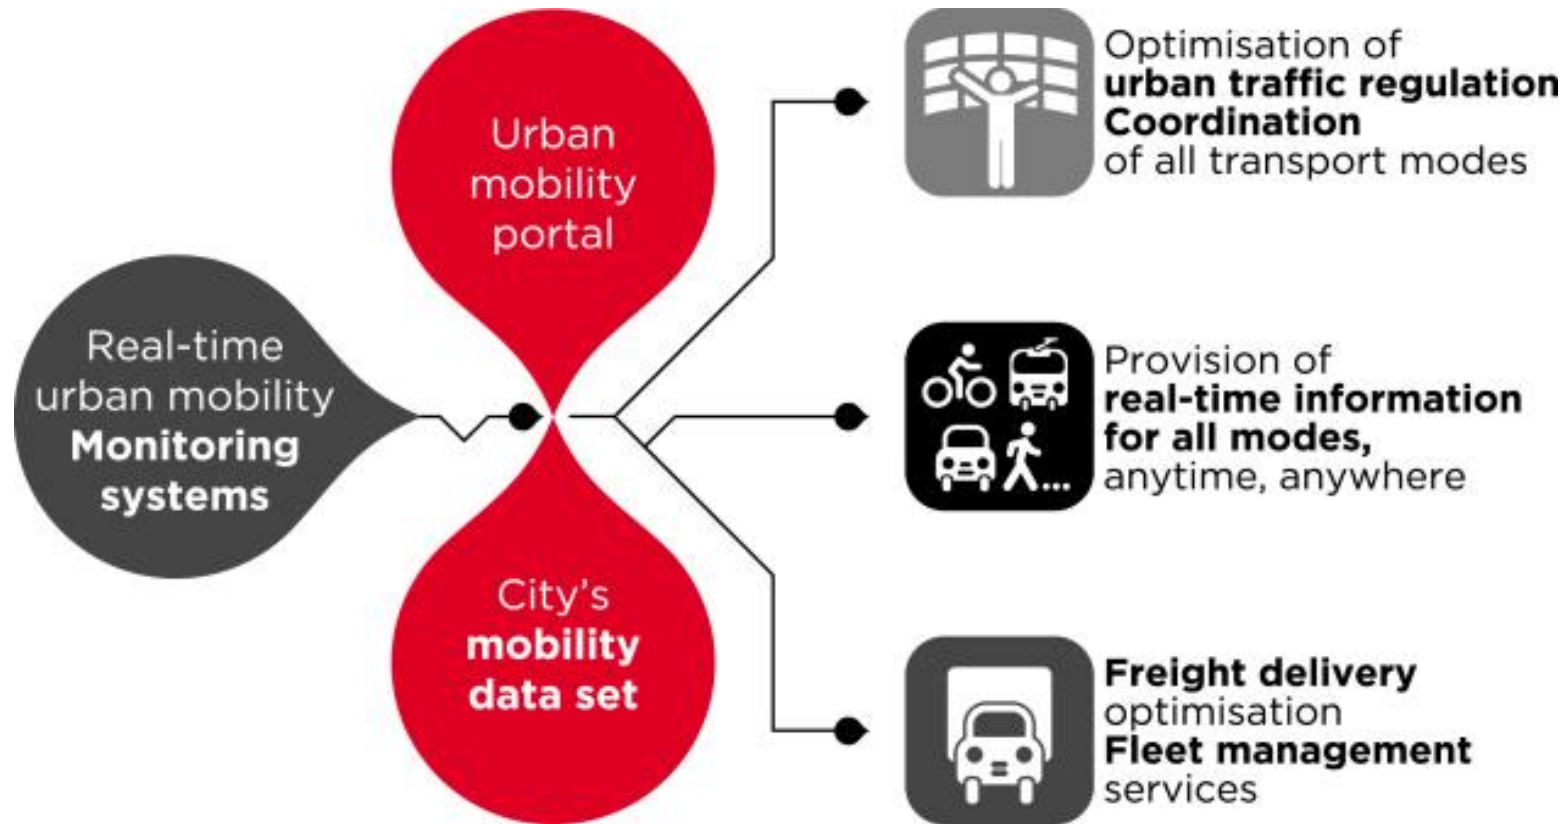 Real-time
urban mobility
Monitoring
systems
Urban
mobility
portal
City’s
mobility
data set
Optimisation of
urban traffic regulation
Coordination
of all transport modes
Provision of
real-time information
for all modes,
anytime, anywhere
Freight delivery
optimisation
Fleet management
services